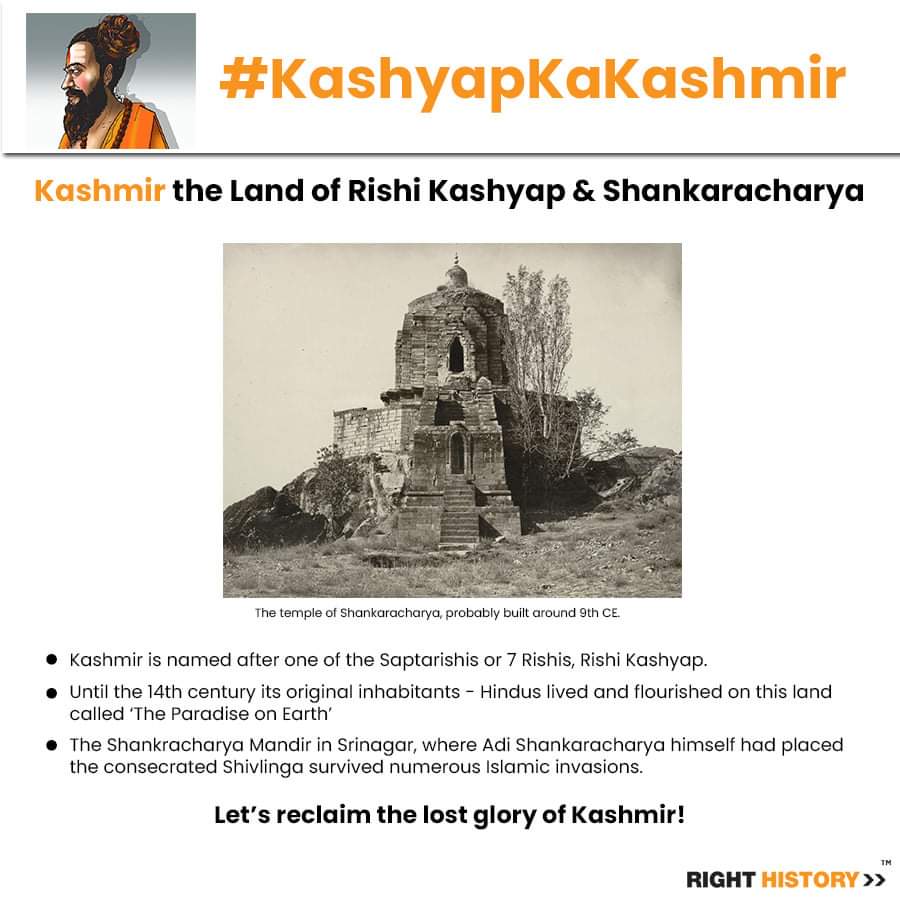 #KashyapKaKashmir
Kashmir the Land of Rishi Kashyap & Shankaracharya
The temple of Shankaracharya, probably built around 9th CE.
● Kashmir is named after one of the Saptarishis or 7 Rishis, Rishi Kashyap.
● Until the 14th century its original inhabitants - Hindus lived and flourished on this land
called ‘The Paradise on Earth’
● The Shankracharya Mandir in Srinagar, where Adi Shankaracharya himself had placed
the consecrated Shivlinga survived numerous Islamic invasions.
Let’s reclaim the lost glory of Kashmir!
RIGHT HISTORY >> ™